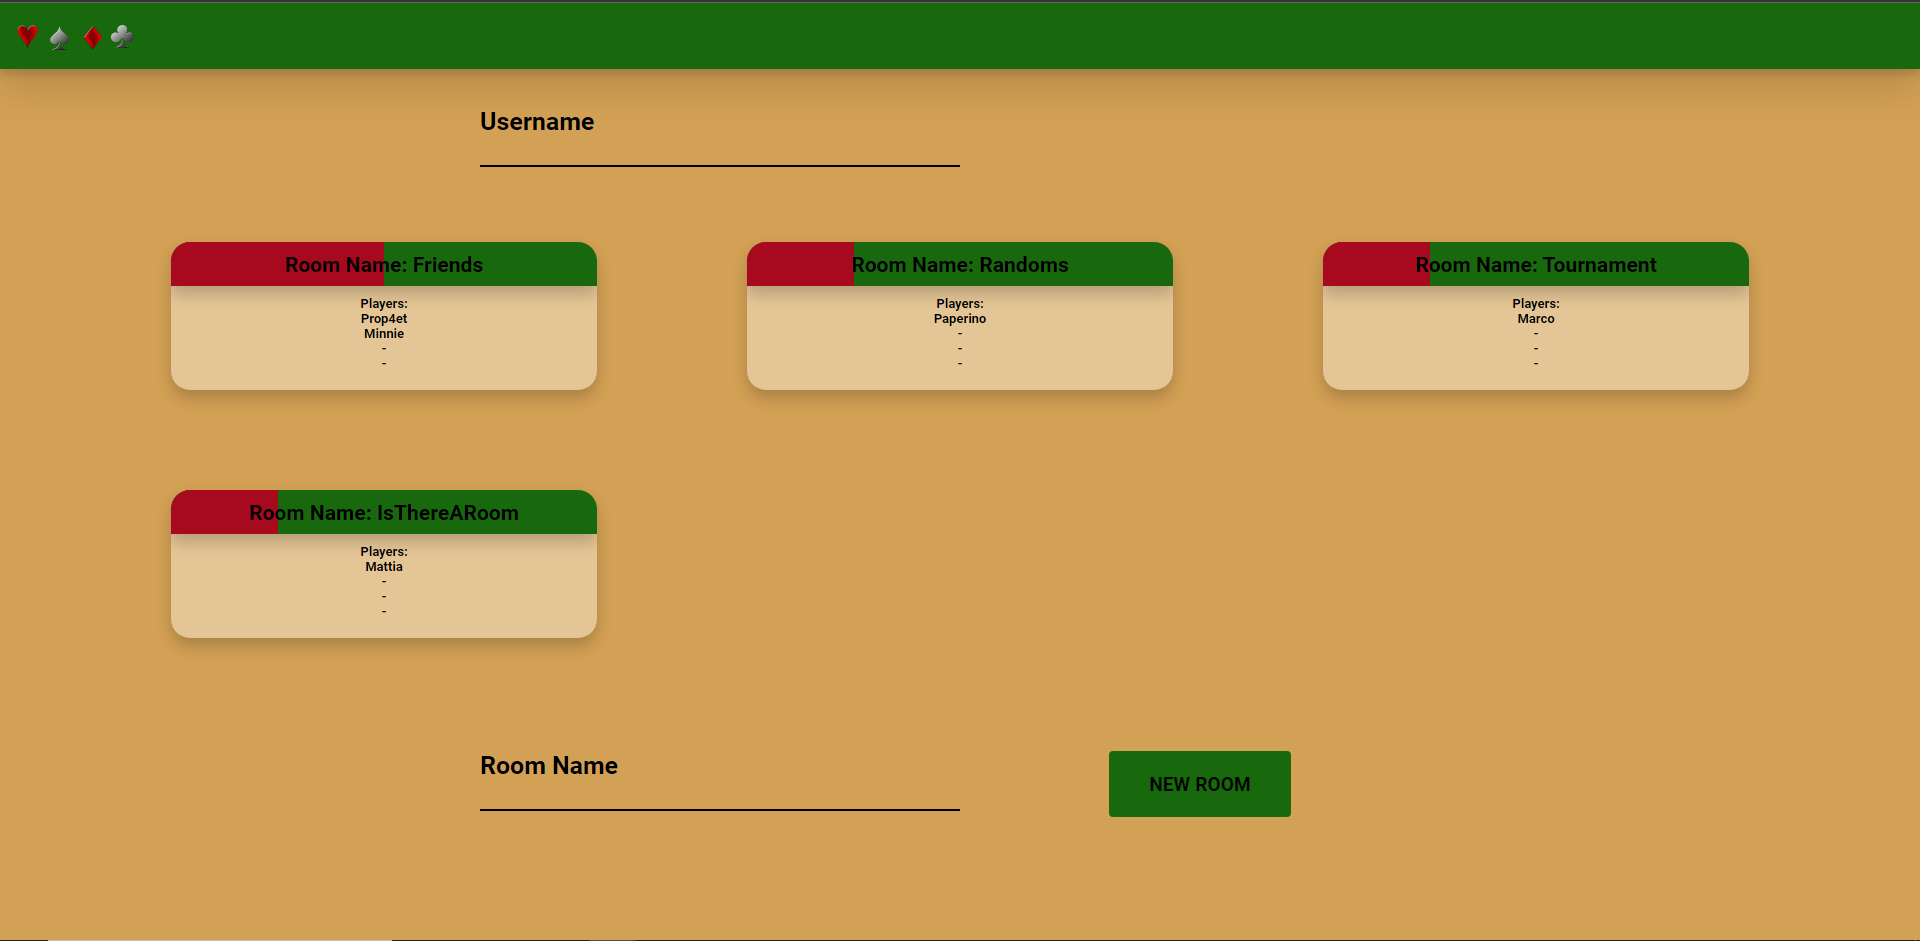 Username
Room Name: Friends
Players:
Prop4et
Minnie
-
-
Room Name: Randoms
Players:
Paperino
-
-
-
Room Name: Tournament
Players:
Marco
-
-
-
Room Name: IsThereARoom
Players:
Mattia
-
-
-
Room Name
NEW ROOM